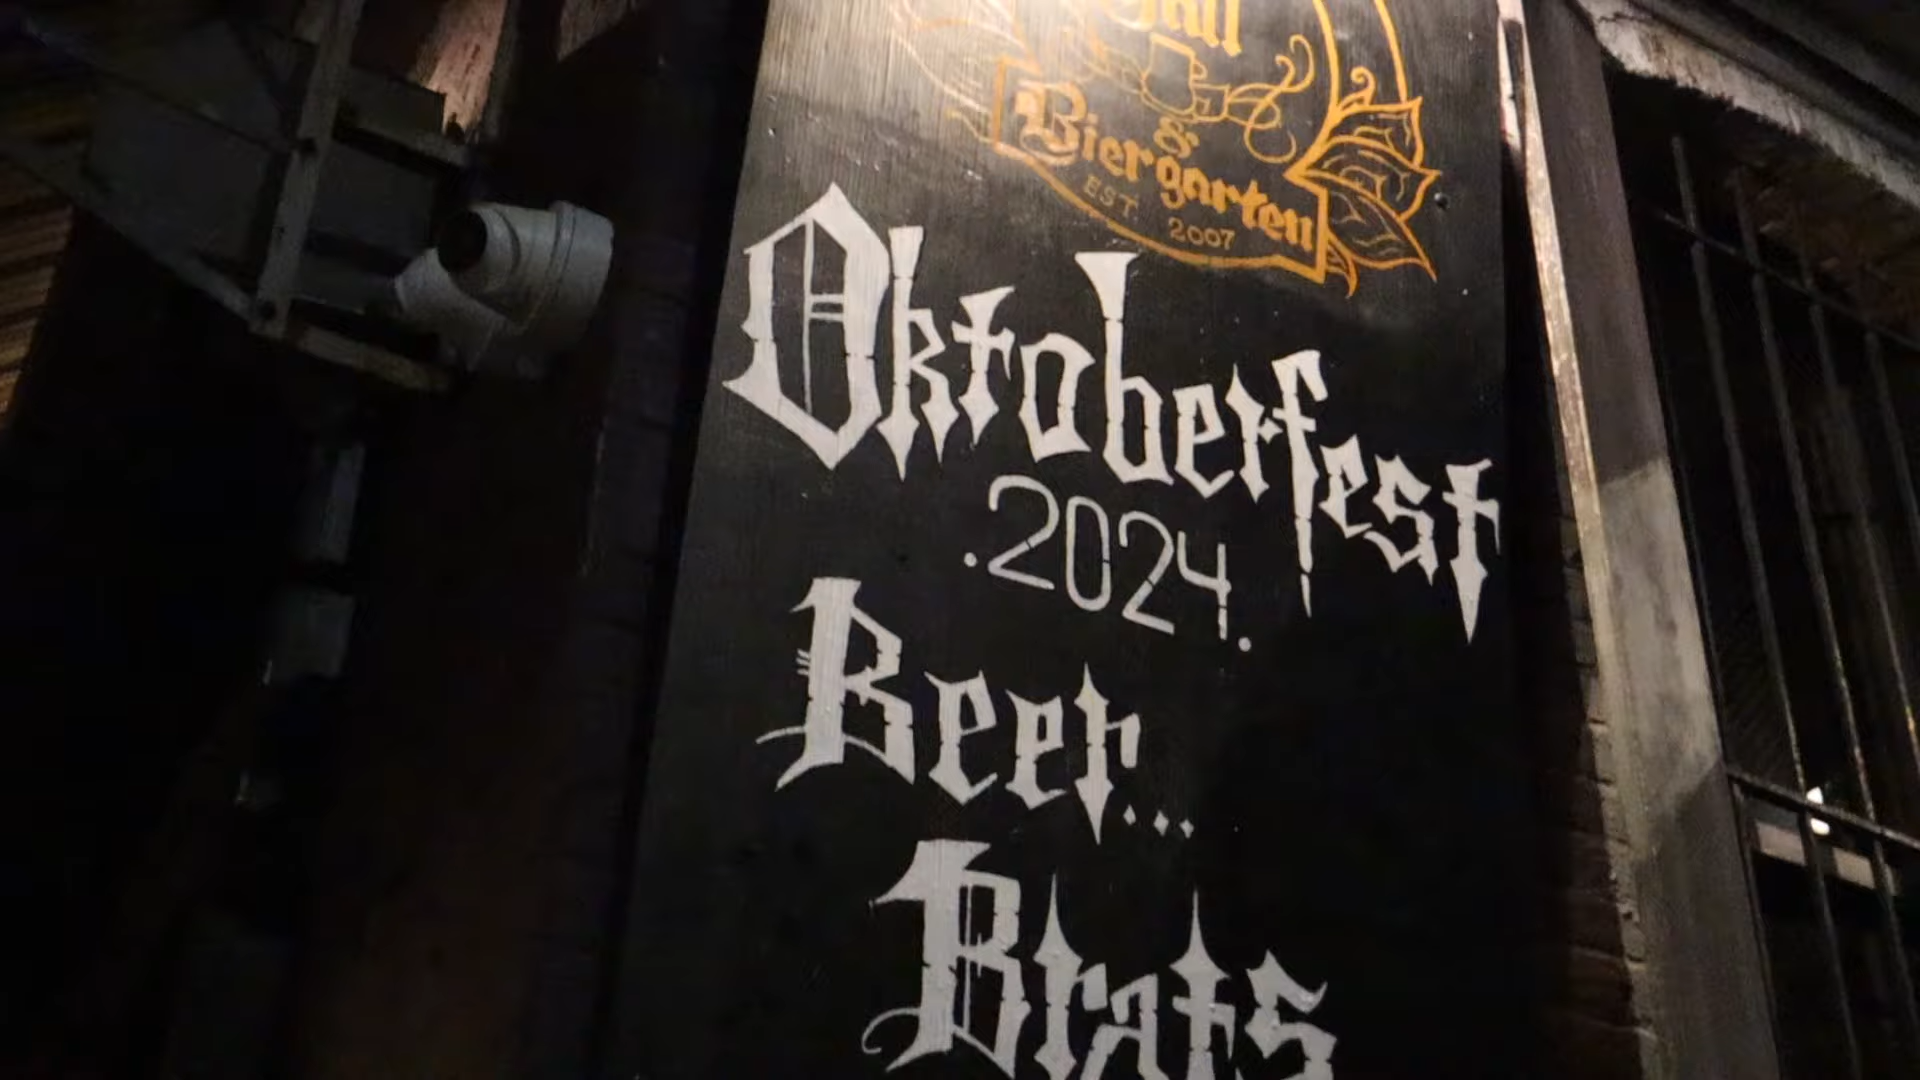 &
Biergarten
EST. 2007
Oktoberfest
.2024.
Beer...
Brats